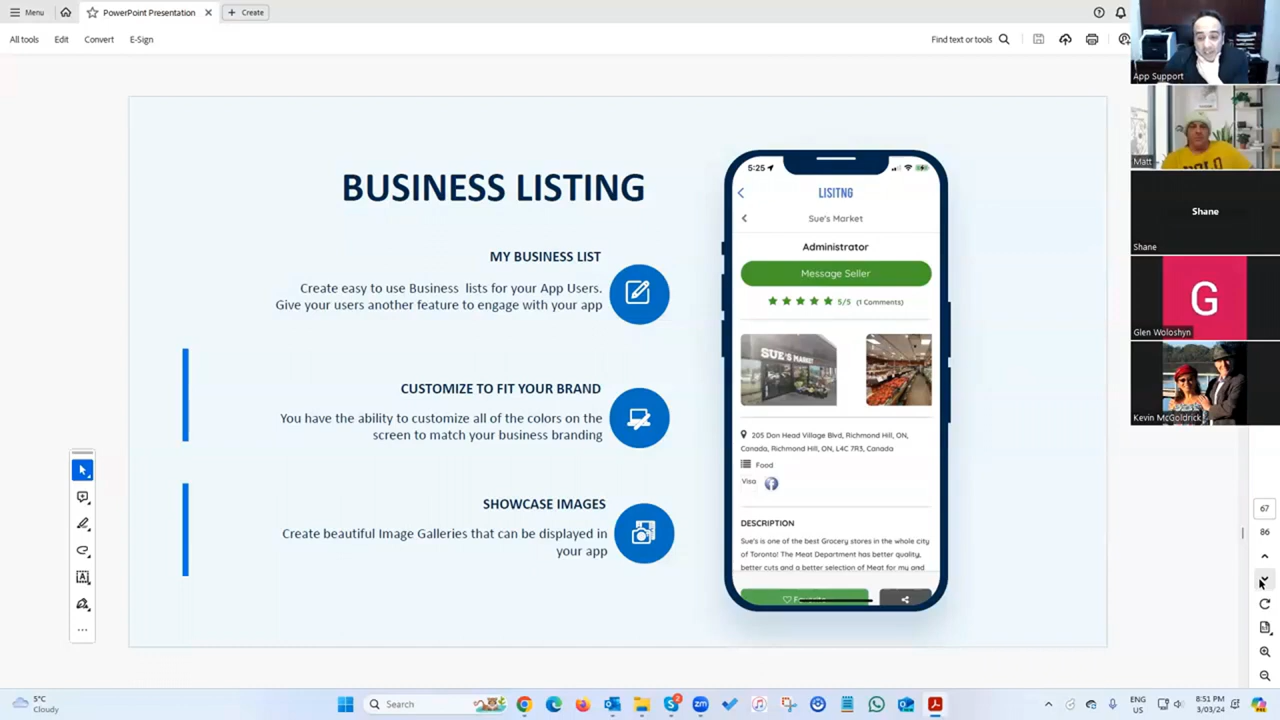 Menu
PowerPoint Presentation
Create
All tools
Edit
Convert
E-Sign
Find text or tools
App Support
Matt
Shane
Shane
G
Glen Woloshyn
Kevin McGoldrick
BUSINESS LISTING
MY BUSINESS LIST
Create easy to use Business lists for your App Users.
Give your users another feature to engage with your app
CUSTOMIZE TO FIT YOUR BRAND
You have the ability to customize all of the colors on the
screen to match your business branding
SHOWCASE IMAGES
Create beautiful Image Galleries that can be displayed in
your app
5:25
LISITNG
Sue's Market
Administrator
Message Seller
5/5 (1 Comments)
SUE'S MARKET
205 Don Head Village Blvd, Richmond Hill, ON,
Canada, Richmond Hill, ON, L4C 7R3, Canada
Food
Visa
DESCRIPTION
Sue's is one of the best Grocery stores in the whole city
of Toronto! The Meat Department has better quality,
better cuts and a better selection of Meat for my and
67
86
5°C
Cloudy
Search
2
ENG
US
8:51 PM
3/03/24